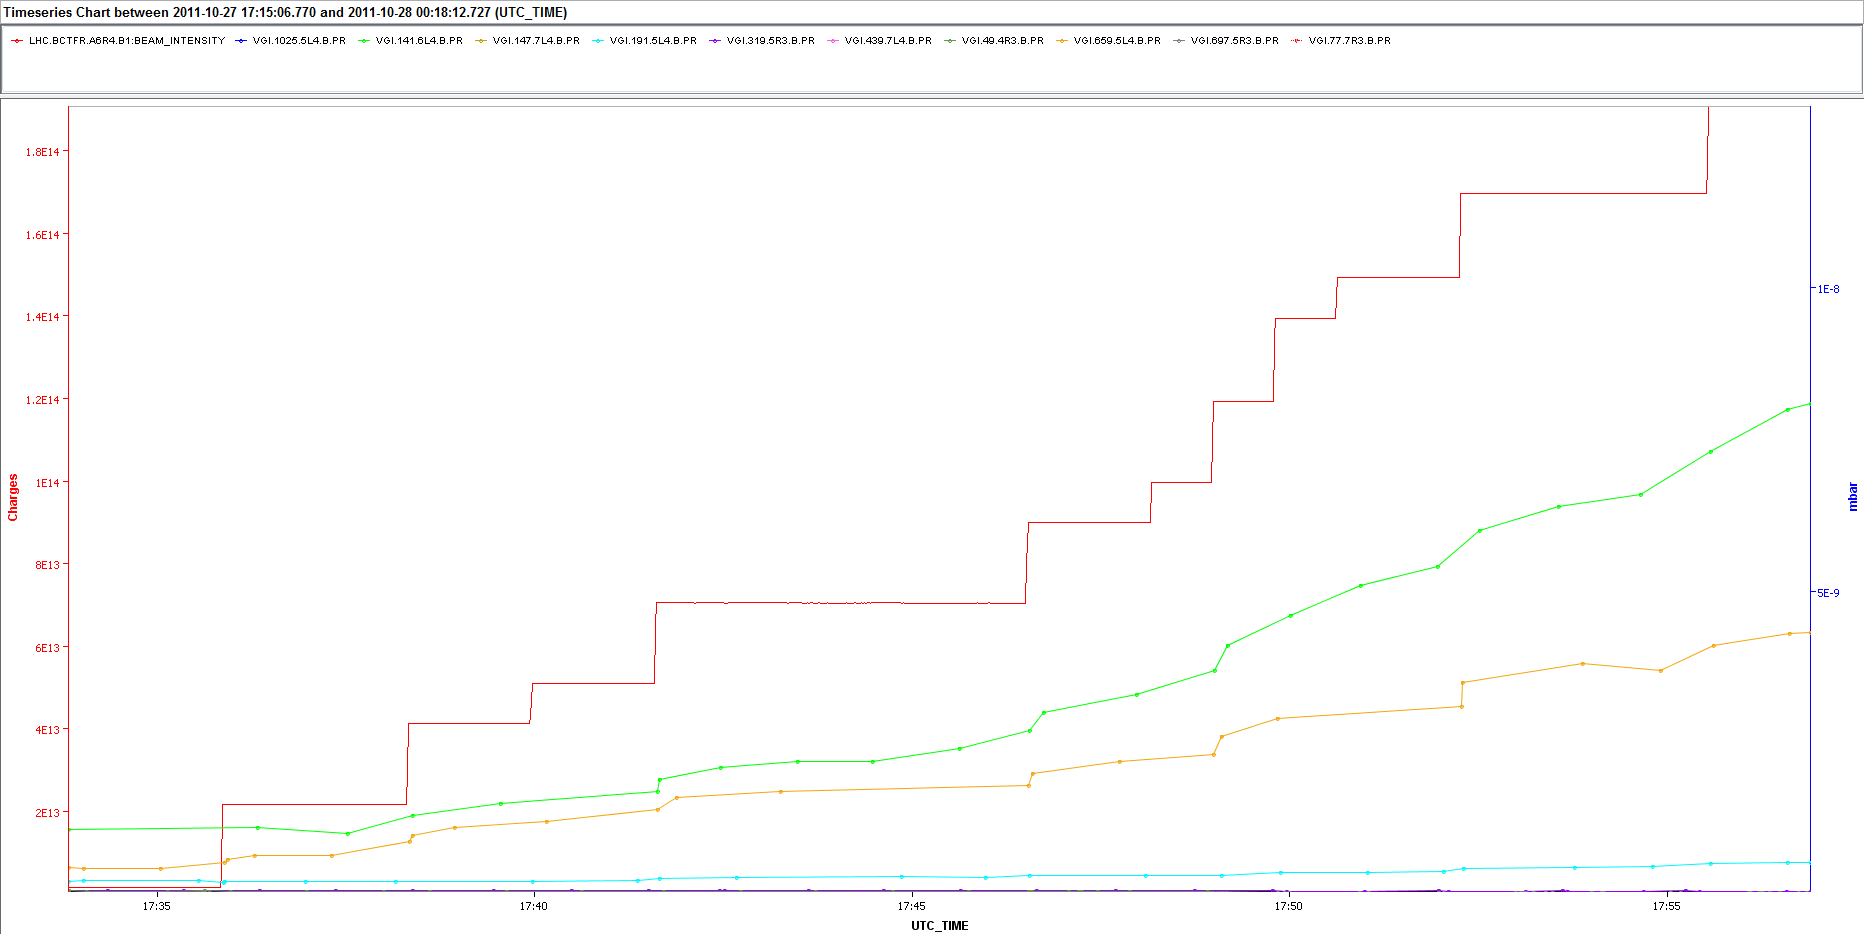 Timeseries Chart between 2011-10-27 17:15:06.770 and 2011-10-28 00:18:12.727 (UTC_TIME)
LHC.BCTFR.A6R4.B1:BEAM_INTENSITY VGI.1025.5L4.B.PR VGI.141.6L4.B.PR VGI.147.7L4.B.PR VGI.191.5L4.B.PR VGI.319.5R3.B.PR VGI.439.7L4.B.PR VGI.49.4R3.B.PR VGI.659.5L4.B.PR VGI.697.5R3.B.PR VGI.77.7R3.B.PR
1.8E14
1.6E14
1.4E14
1.2E14
1E14
8E13
6E13
4E13
2E13
Charges
1E-8
5E-9
mbar
17:35 17:40 17:45 17:50 17:55
UTC_TIME